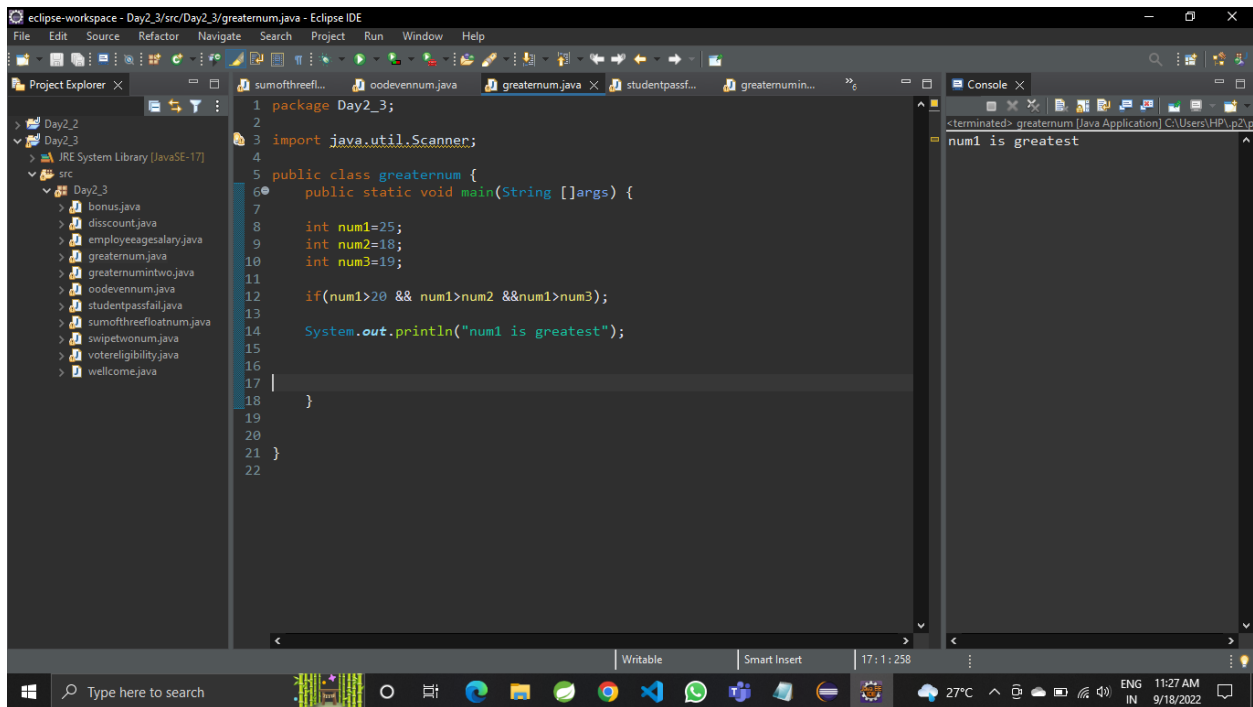 eclipse-workspace - Day2_3/src/Day2_3/greaternum.java - Eclipse IDE
File Edit Source Refactor Navigate Search Project Run Window Help
Project Explorer
Day2_2
Day2_3
JRE System Library [JavaSE-17]
src
Day2_3
bonus.java
disscount.java
employeeagesalary.java
greaternum.java
greaternumintwo.java
oodevennum.java
studentpassfail.java
sumofthreefloatnum.java
swipetwonum.java
votereligibility.java
wellcome.java
sumofthreefl... oodevennum.java greaternum.java studentpassf... greaternumin... »6
1 package Day2_3;
2
3 import java.util.Scanner;
4
5 public class greaternum {
6 public static void main(String []args) {
7
8 int num1=25;
9 int num2=18;
10 int num3=19;
11
12 if(num1>20 && num1>num2 &&num1>num3);
13
14 System.out.println("num1 is greatest");
15
16
17
18 }
19
20
21 }
22
Console
<terminated> greaternum [Java Application] C:\Users\HP\.p2\p
num1 is greatest
Writable Smart Insert 17 : 1 : 258
Type here to search
27°C ENG IN 11:27 AM 9/18/2022